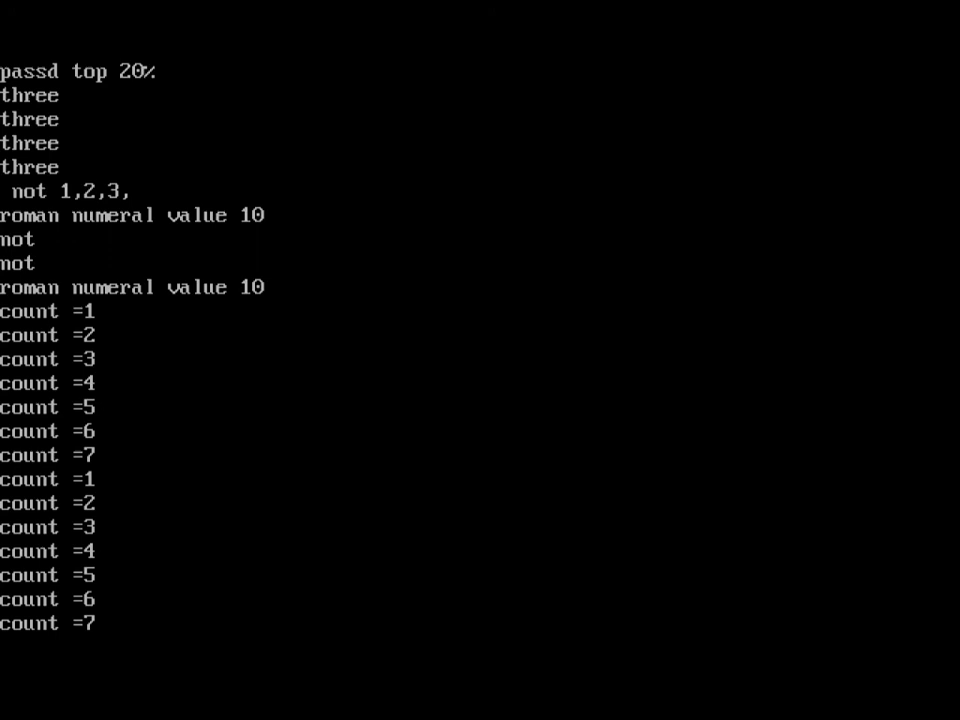 passd top 20%
three
three
three
three
 not 1,2,3,
roman numeral value 10
not
not
roman numeral value 10
count =1
count =2
count =3
count =4
count =5
count =6
count =7
count =1
count =2
count =3
count =4
count =5
count =6
count =7